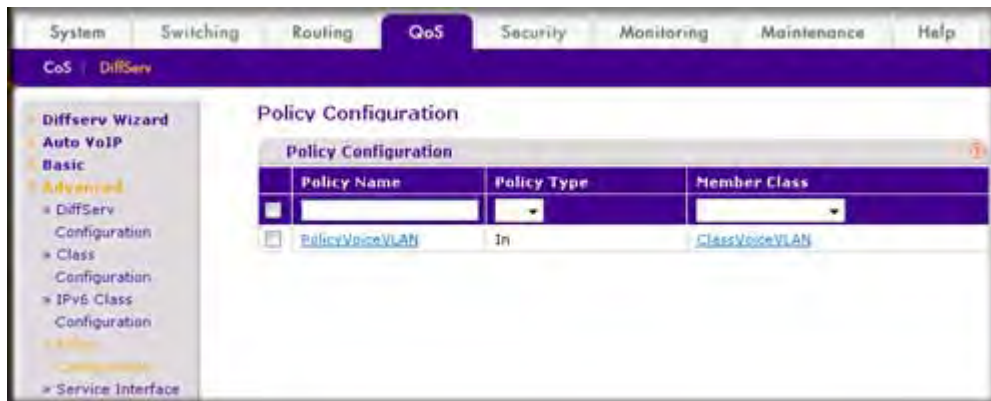 System Switching Routing QoS Security Monitoring Maintenance Help
CoS DiffServ
Diffserv Wizard
Auto VoIP
Basic
Advanced
» DiffServ
Configuration
» Class
Configuration
» IPv6 Class
Configuration
» Policy
Configuration
» Service Interface
Policy Configuration
Policy Configuration
Policy Name Policy Type Member Class
PolicyVoiceVLAN In ClassVoiceVLAN